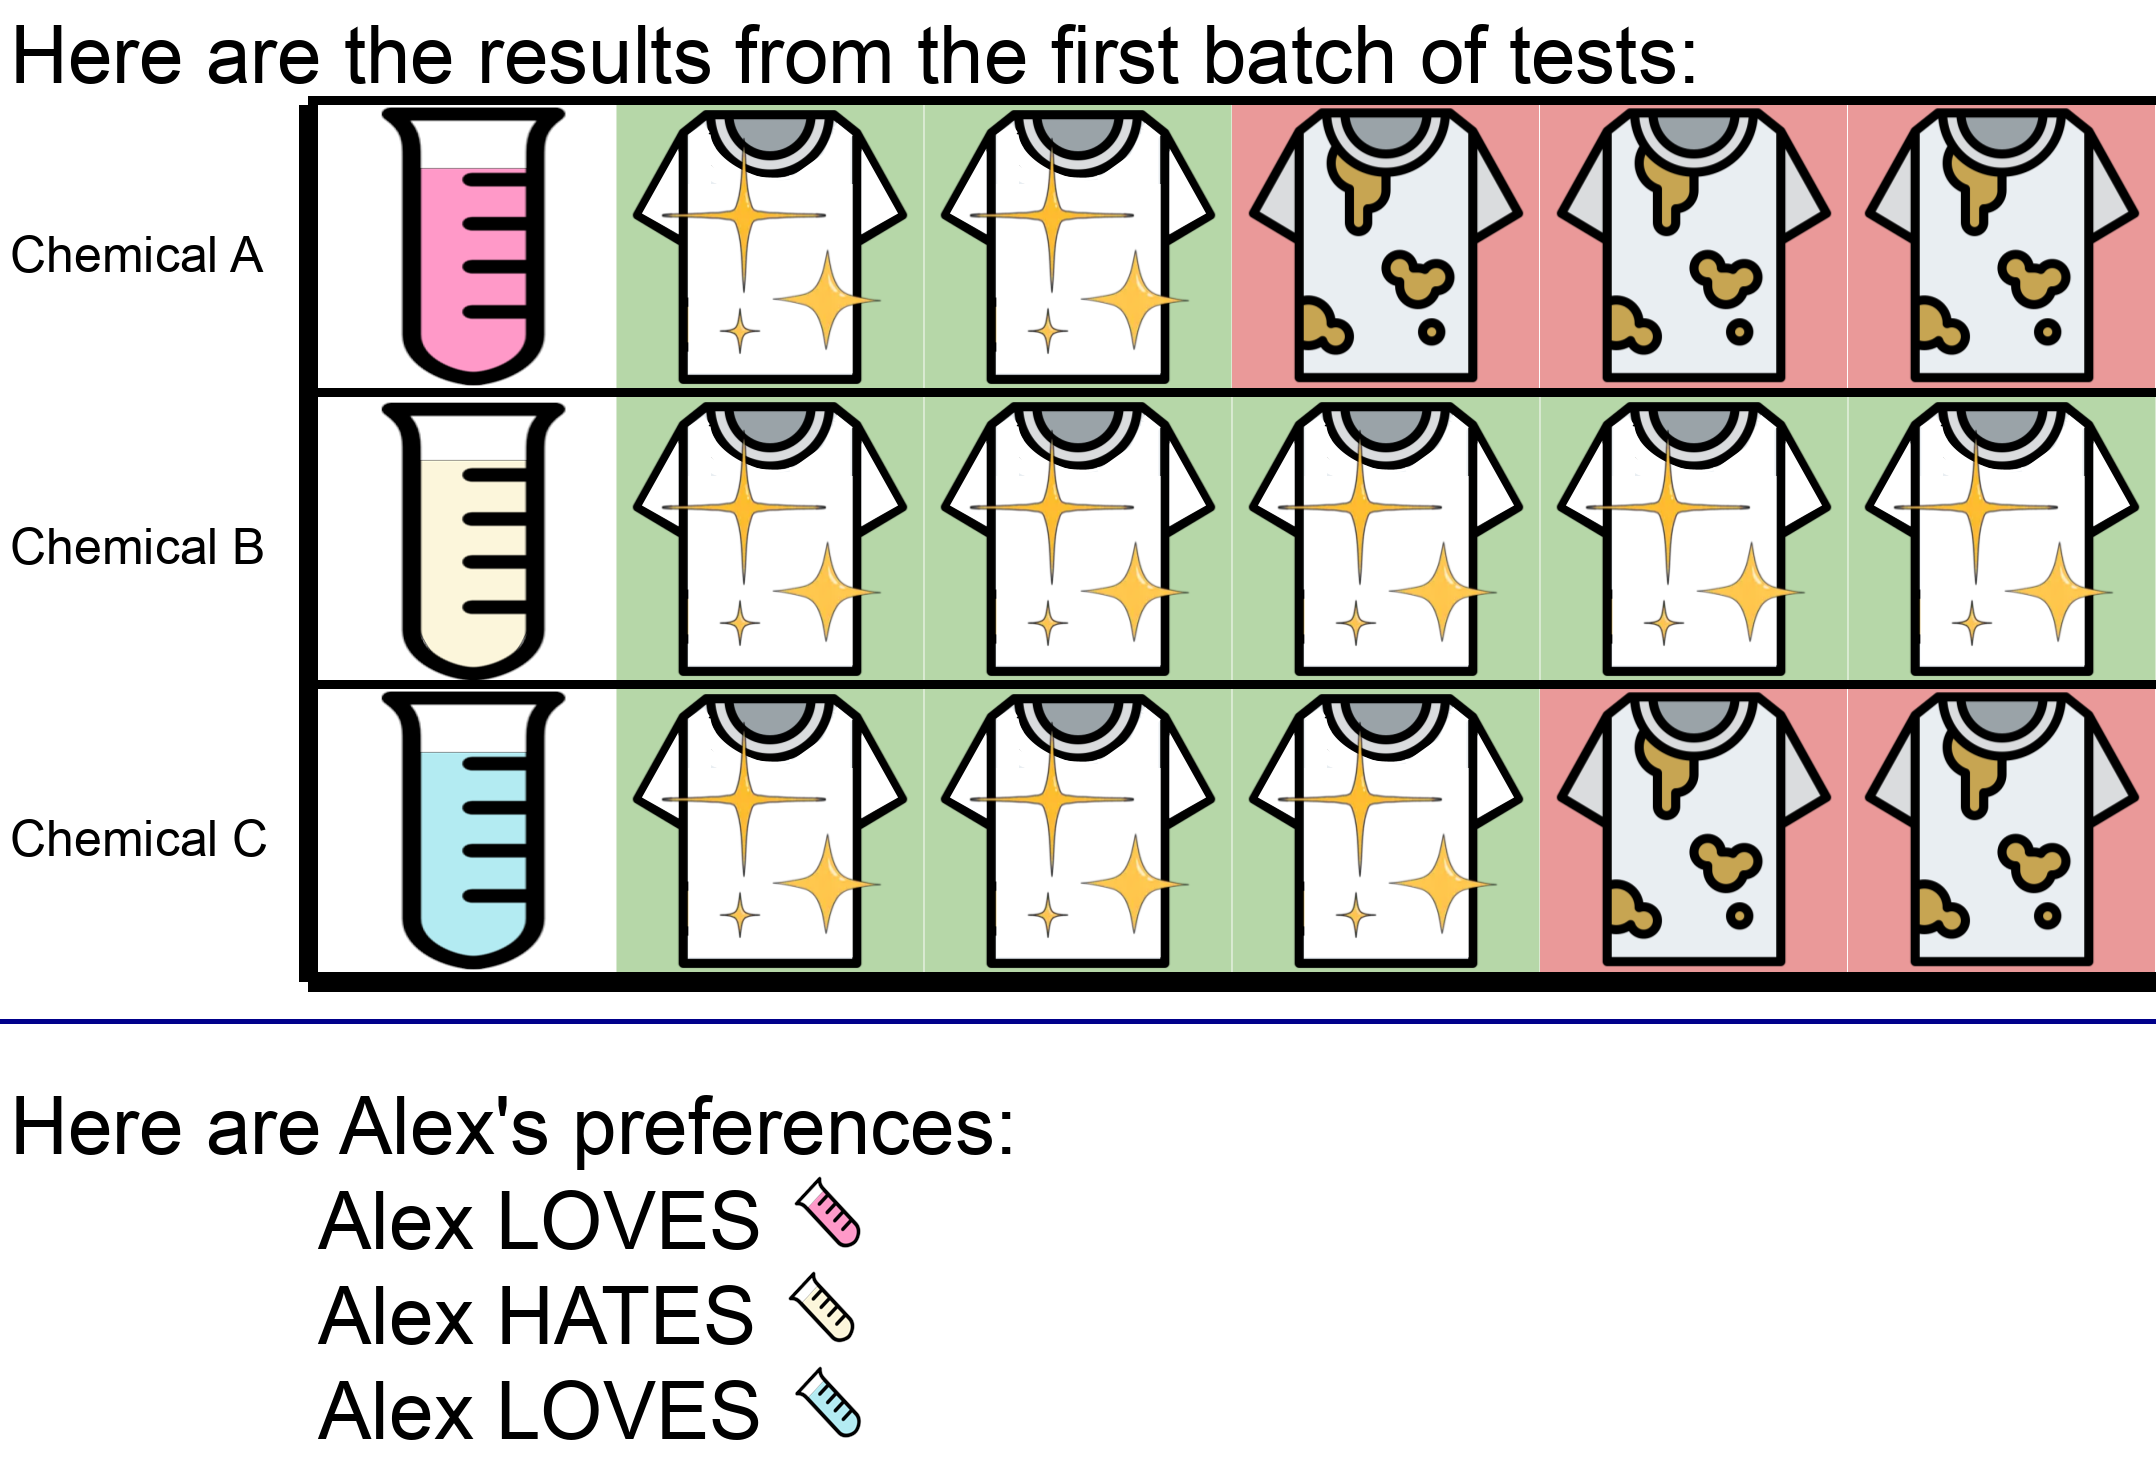 Here are the results from the first batch of tests:
Chemical A
Chemical B
Chemical C
Here are Alex's preferences:
Alex LOVES
Alex HATES
Alex LOVES